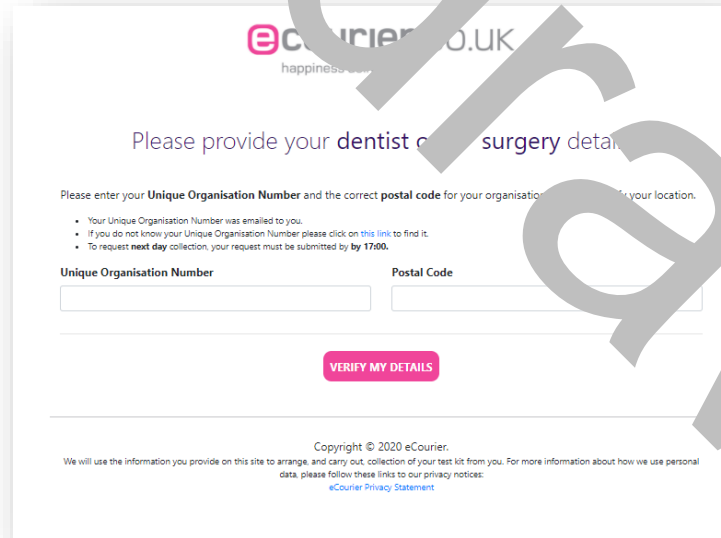 happiness
Please provide your dentist surgery
Please enter your Unique Organisation Number and the correct postal code for your organisation your location.
Your Unique Organisation Number was emailed to you.
If you do not know your Unique Organisation Number please click on this link to find it.
To request next day collection, your request must be submitted by by 17:00.
Unique Organisation Number Postal Code
VERIFY MY DETAILS
Copyright © 2020 eCourier.
We will use the information you provide on this site to arrange, and carry out, collection of your test kit from you. For more information about how we use personal
data, please follow these links to our privacy notices:
eCourier Privacy Statement